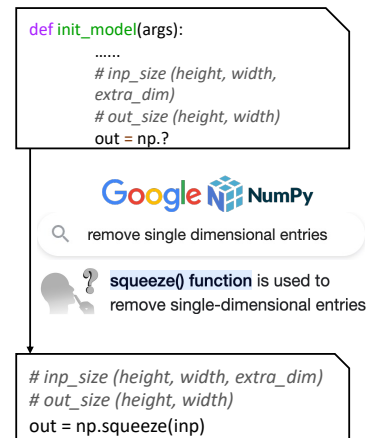 def init_model(args):
......
# inp_size (height, width,
extra_dim)
# out_size (height, width)
out = np.?
Google NumPy
remove single dimensional entries
?
squeeze() function is used to
remove single-dimensional entries
# inp_size (height, width, extra_dim)
# out_size (height, width)
out = np.squeeze(inp)